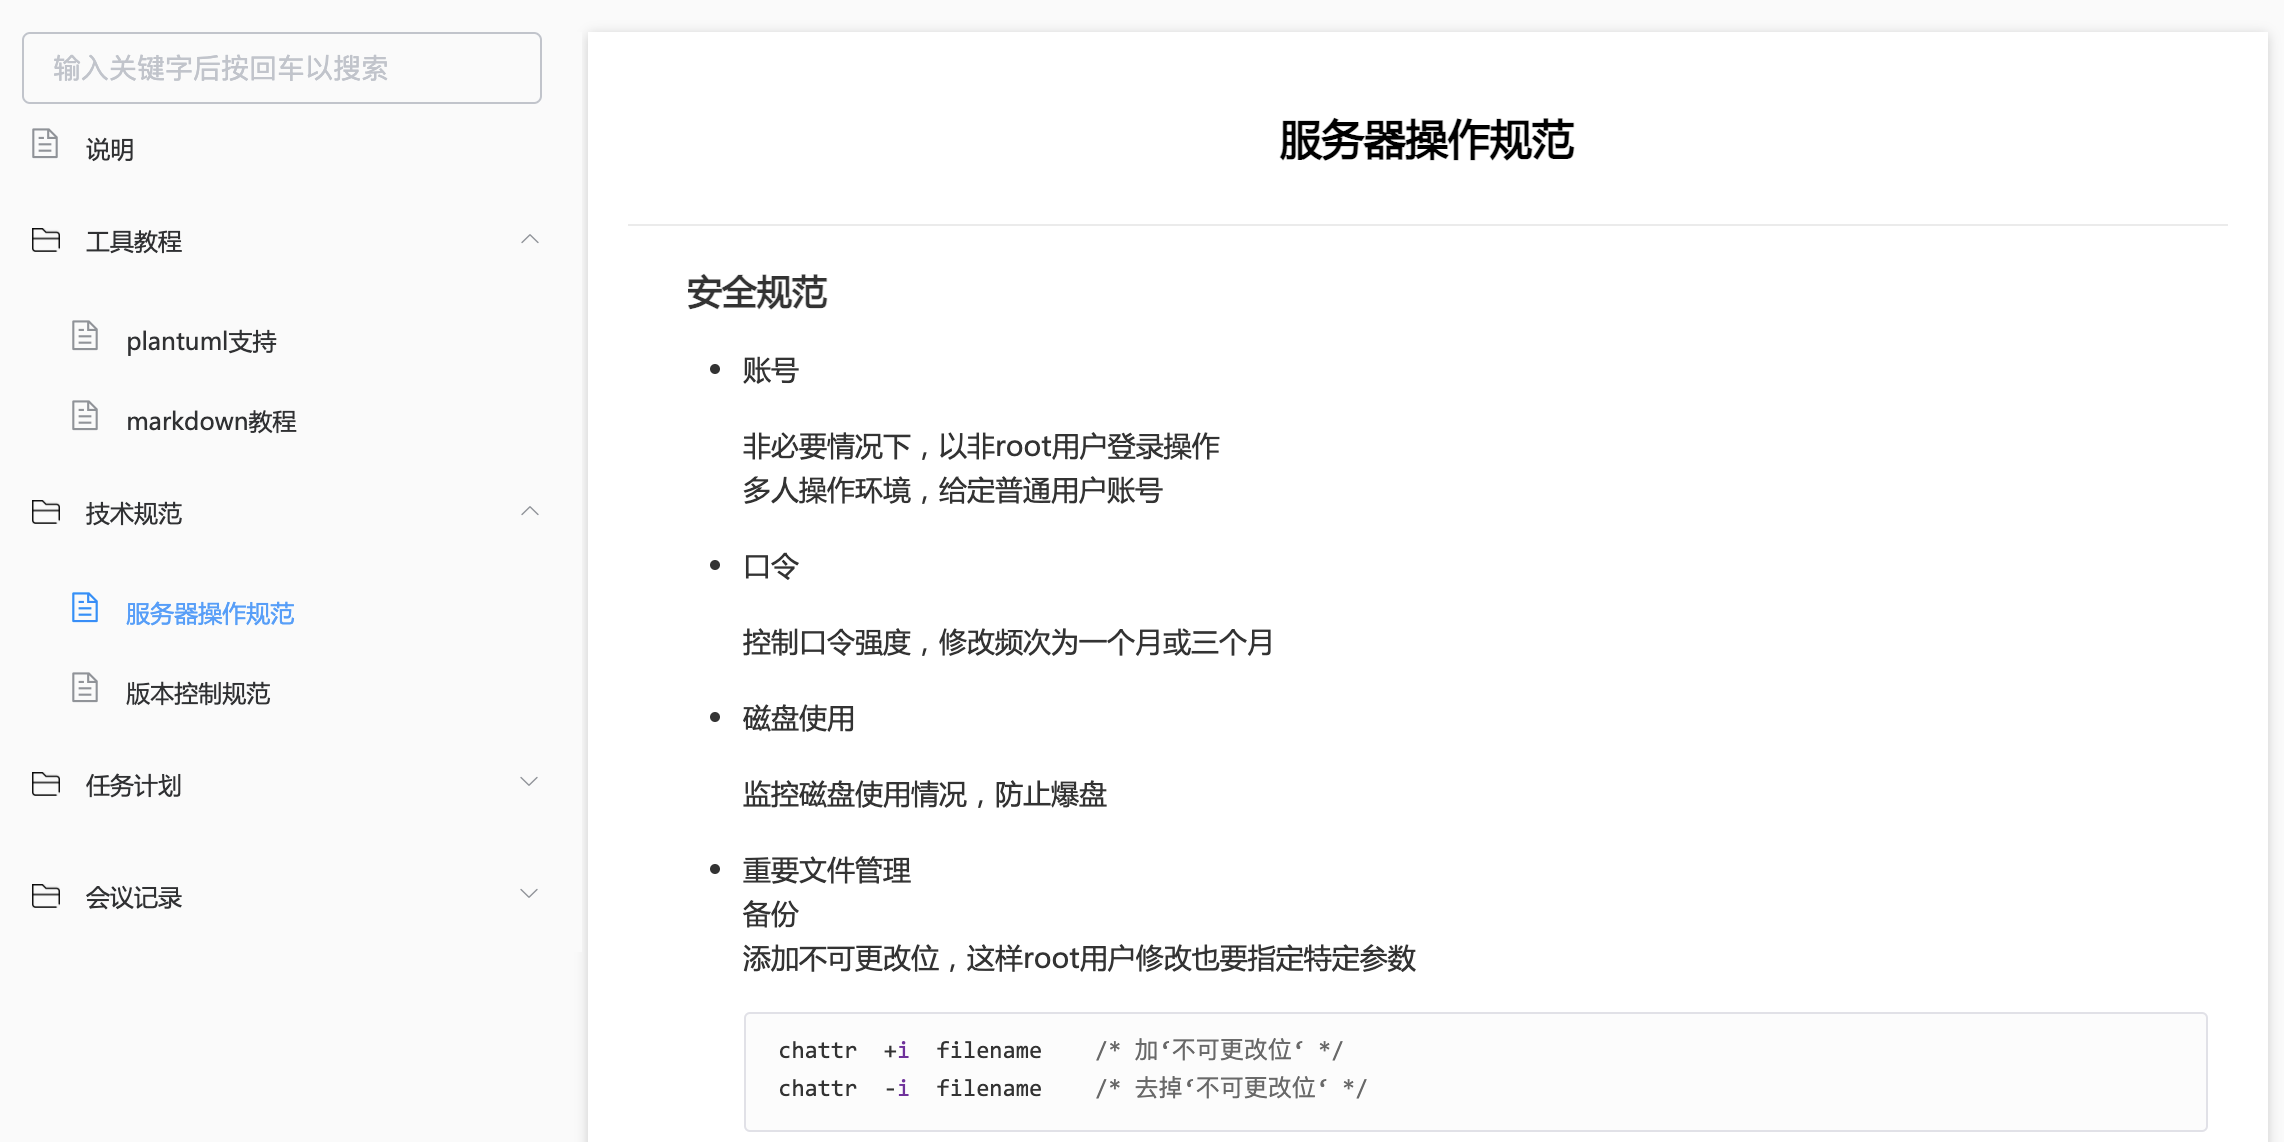 输入关键字后按回车以搜索
说明
工具教程
plantuml支持
markdown教程
技术规范
服务器操作规范
版本控制规范
任务计划
会议记录
服务器操作规范
安全规范
账号
非必要情况下，以非root用户登录操作
多人操作环境，给定普通用户账号
口令
控制口令强度，修改频次为一个月或三个月
磁盘使用
监控磁盘使用情况，防止爆盘
重要文件管理
备份
添加不可更改位，这样root用户修改也要指定特定参数
chattr  +i  filename    /* 加‘不可更改位‘ */
chattr  -i  filename    /* 去掉‘不可更改位‘ */